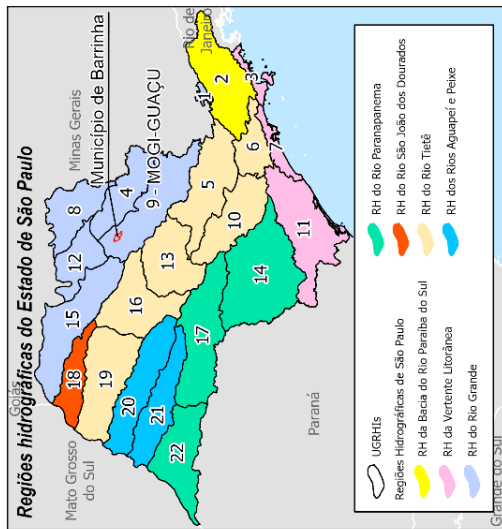 Regiões hidrográficas do Estado de São Paulo
Goiás
Minas Gerais
Município de Barrinha
Mato Grosso
do Sul
Rio de
Janeiro
Paraná
Grande do Sul
8
12
15
4
9 - MOGI-GUAÇU
1
18
19
16
13
5
2
20
21
10
6
3
7
22
17
14
11
UGRHIs
Regiões Hidrográficas de São Paulo
RH da Bacia do Rio Paraíba do Sul
RH da Vertente Litorânea
RH do Rio Grande
RH do Rio Paranapanema
RH do Rio São João dos Dourados
RH do Rio Tietê
RH dos Rios Aguapeí e Peixe